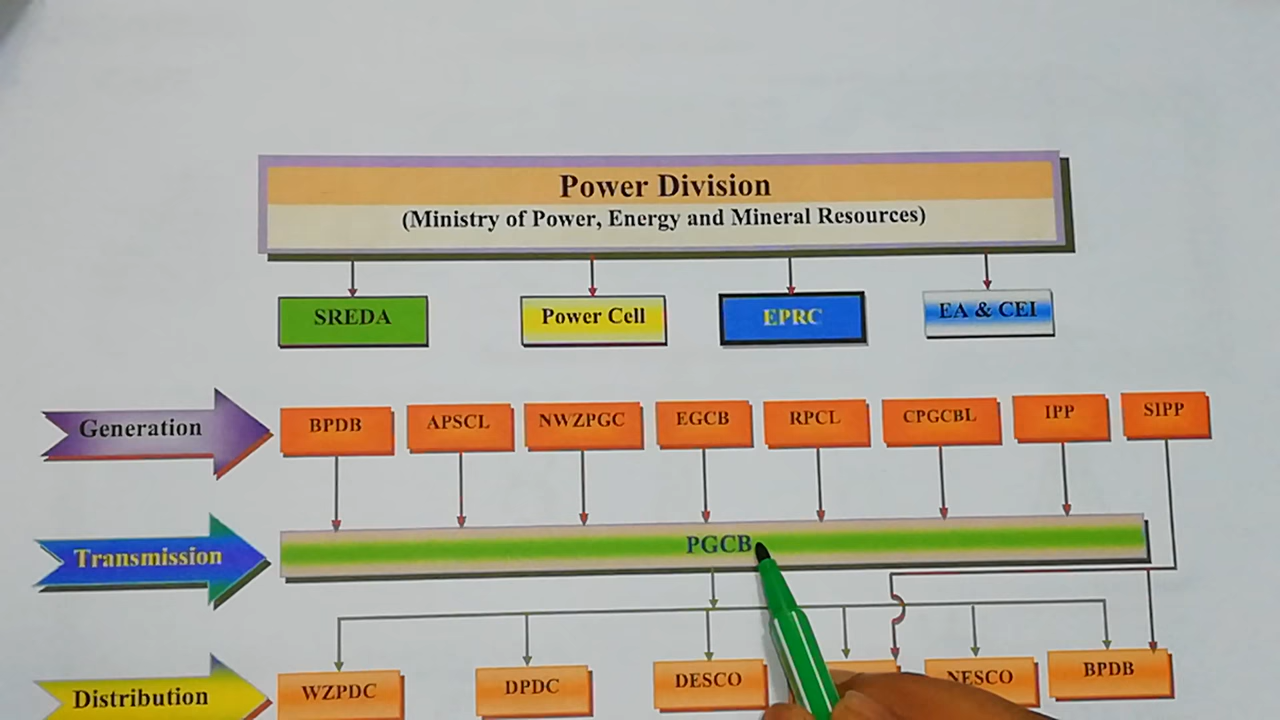 Power Division
(Ministry of Power, Energy and Mineral Resources)
SREDA
Power Cell
EPRC
EA & CEI
Generation
BPDB
APSCL
NWZPGC
EGCB
RPCL
CPGCBL
IPP
SIPP
Transmission
PGCB
Distribution
WZPDC
DPDC
DESCO
NESCO
BPDB